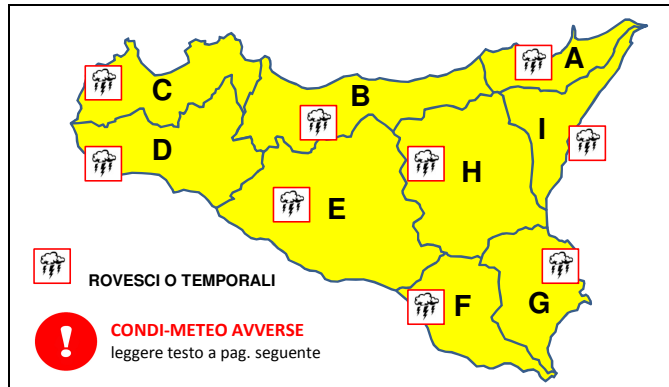 A
B
C
I
D
H
E
F
G
ROVESCI O TEMPORALI
!
CONDI-METEO AVVERSE
leggere testo a pag. seguente